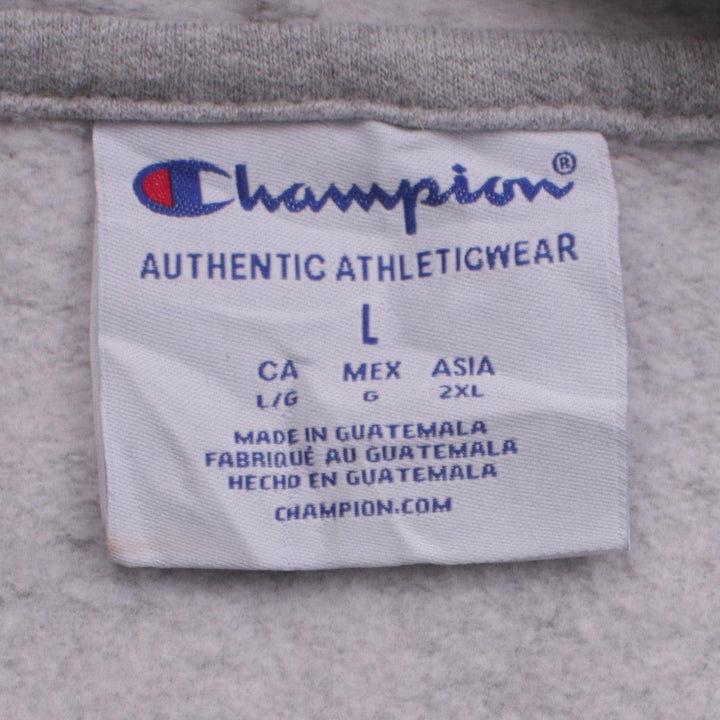 Champion®
AUTHENTIC ATHLETICWEAR
L
CA MEX ASIA
L/G G 2XL
MADE IN GUATEMALA
FABRIQUÉ AU GUATEMALA
HECHO EN GUATEMALA
CHAMPION.COM